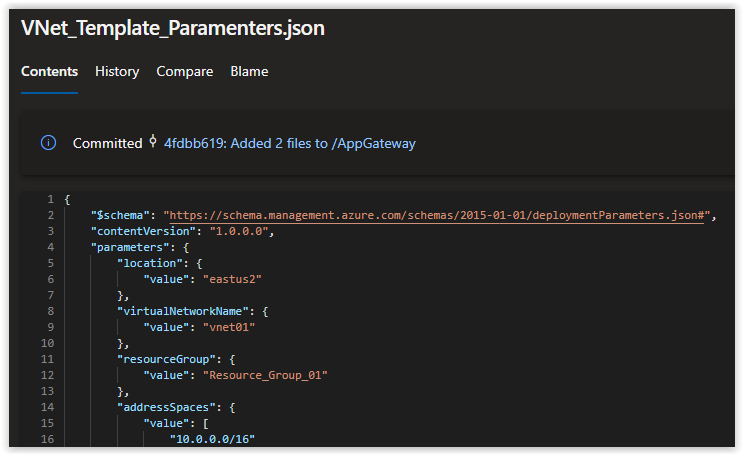 VNet_Template_Paramenters.json
Contents History Compare Blame
Committed 4fdbb619: Added 2 files to /AppGateway
1 {
2 "$schema": "https://schema.management.azure.com/schemas/2015-01-01/deploymentParameters.json#",
3 "contentVersion": "1.0.0.0",
4 "parameters": {
5 "location": {
6 "value": "eastus2"
7 },
8 "virtualNetworkName": {
9 "value": "vnet01"
10 },
11 "resourceGroup": {
12 "value": "Resource_Group_01"
13 },
14 "addressSpaces": {
15 "value": [
16 "10.0.0.0/16"